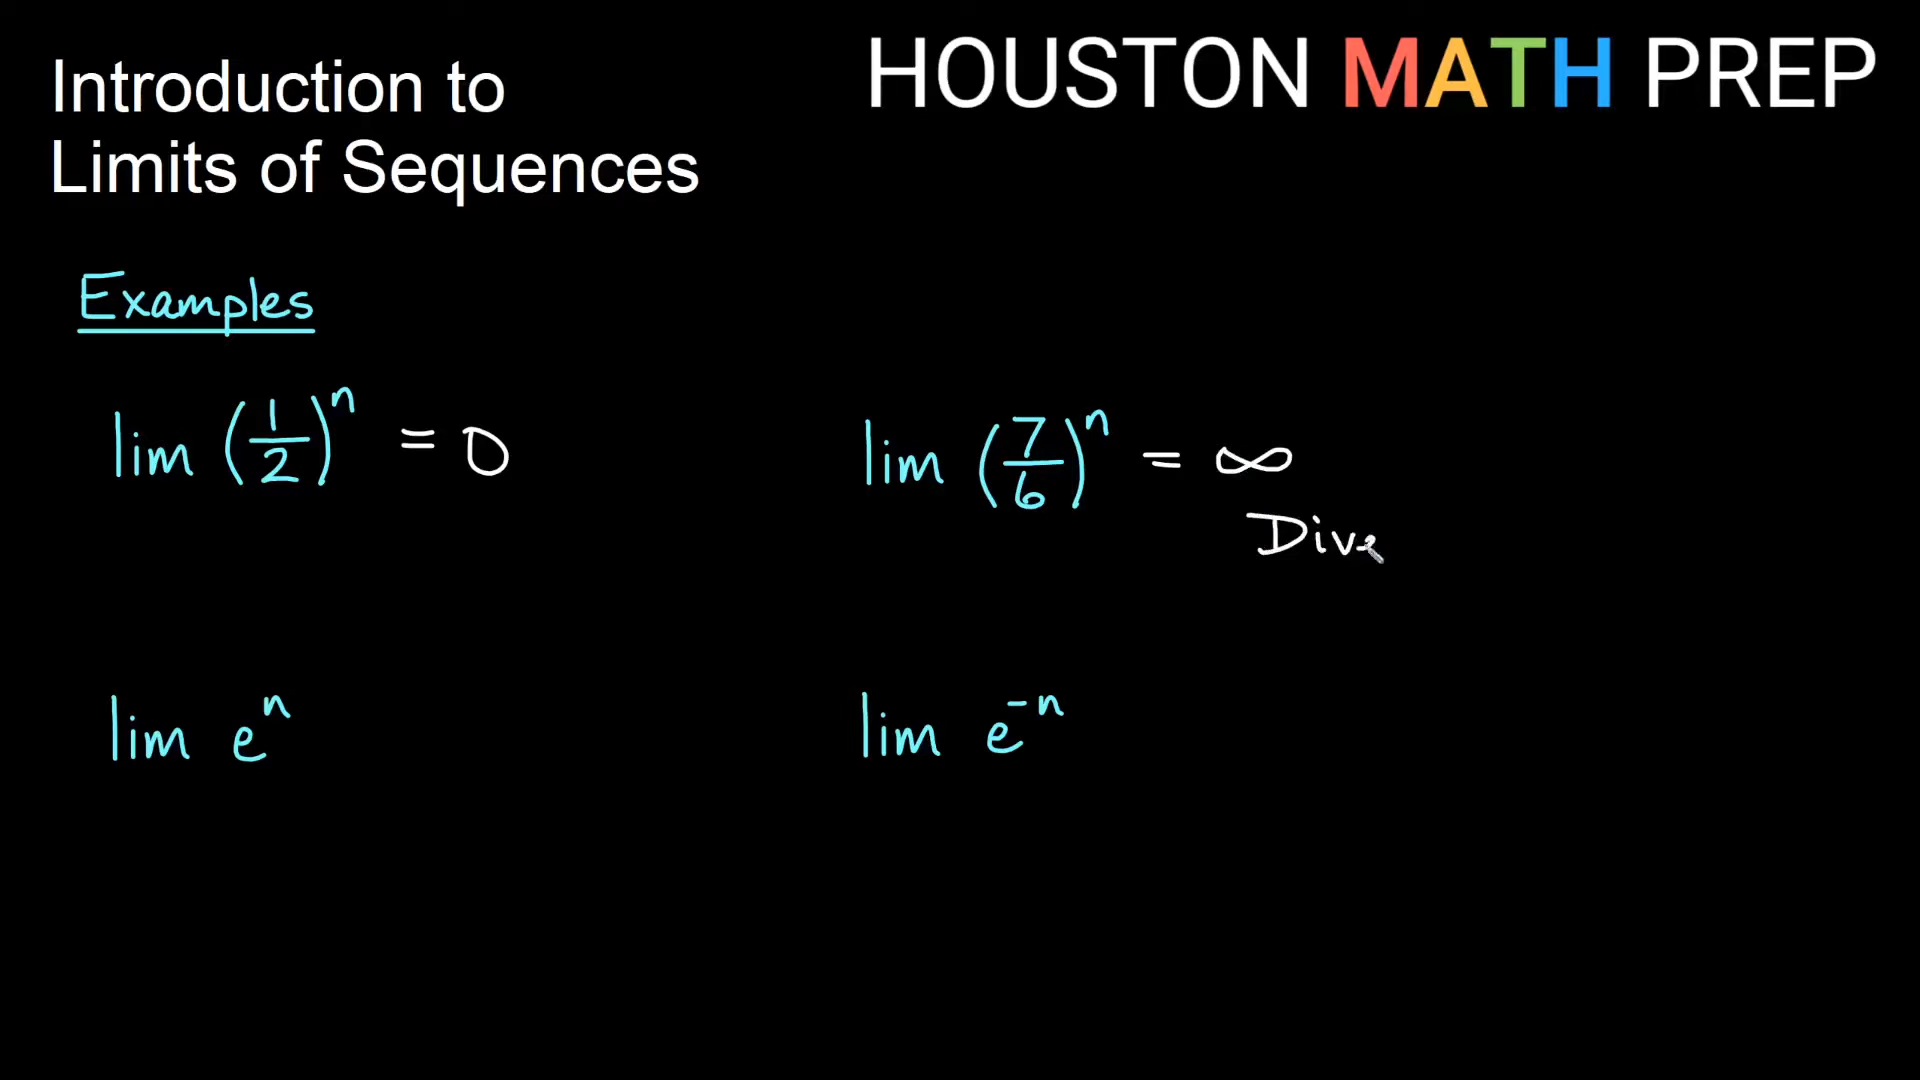 Introduction to
Limits of Sequences
HOUSTON MATH PREP
Examples
lim (1/2)^n = 0
lim (7/6)^n = ∞
Dive
lim e^n
lim e^-n